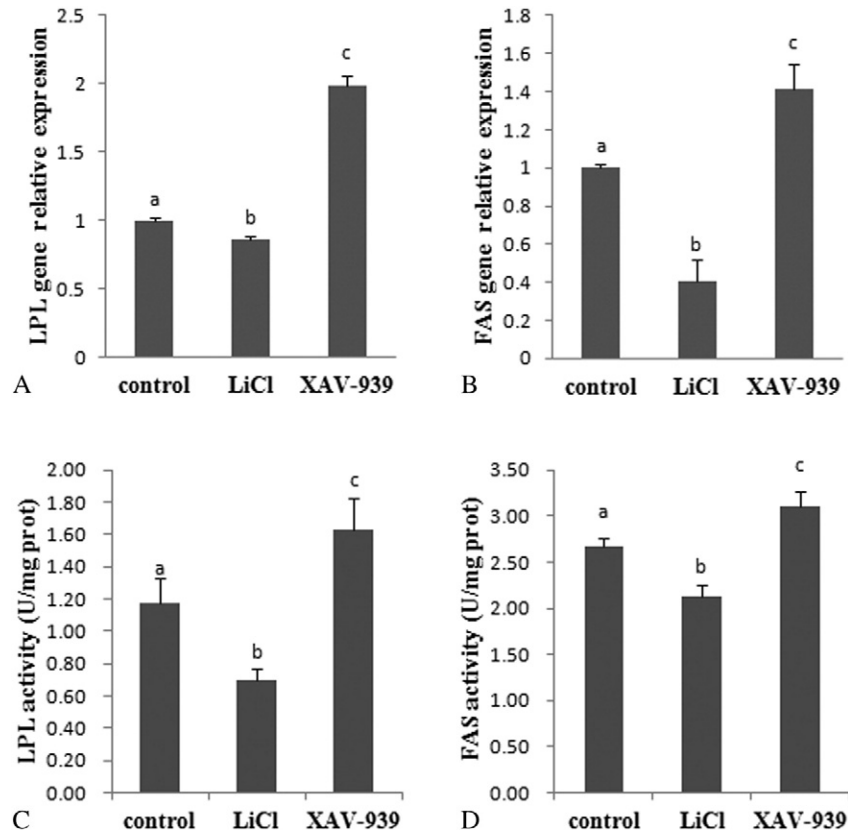 LPL gene relative expression
2.5
2
1.5
1
0.5
0
a
b
c
control LiCl XAV-939
A
FAS gene relative expression
1.8
1.6
1.4
1.2
1
0.8
0.6
0.4
0.2
0
a
b
c
control LiCl XAV-939
B
LPL activity (U/mg prot)
2.00
1.80
1.60
1.40
1.20
1.00
0.80
0.60
0.40
0.20
0.00
a
b
c
control LiCl XAV-939
C
FAS activity (U/mg prot)
3.50
3.00
2.50
2.00
1.50
1.00
0.50
0.00
a
b
c
control LiCl XAV-939
D